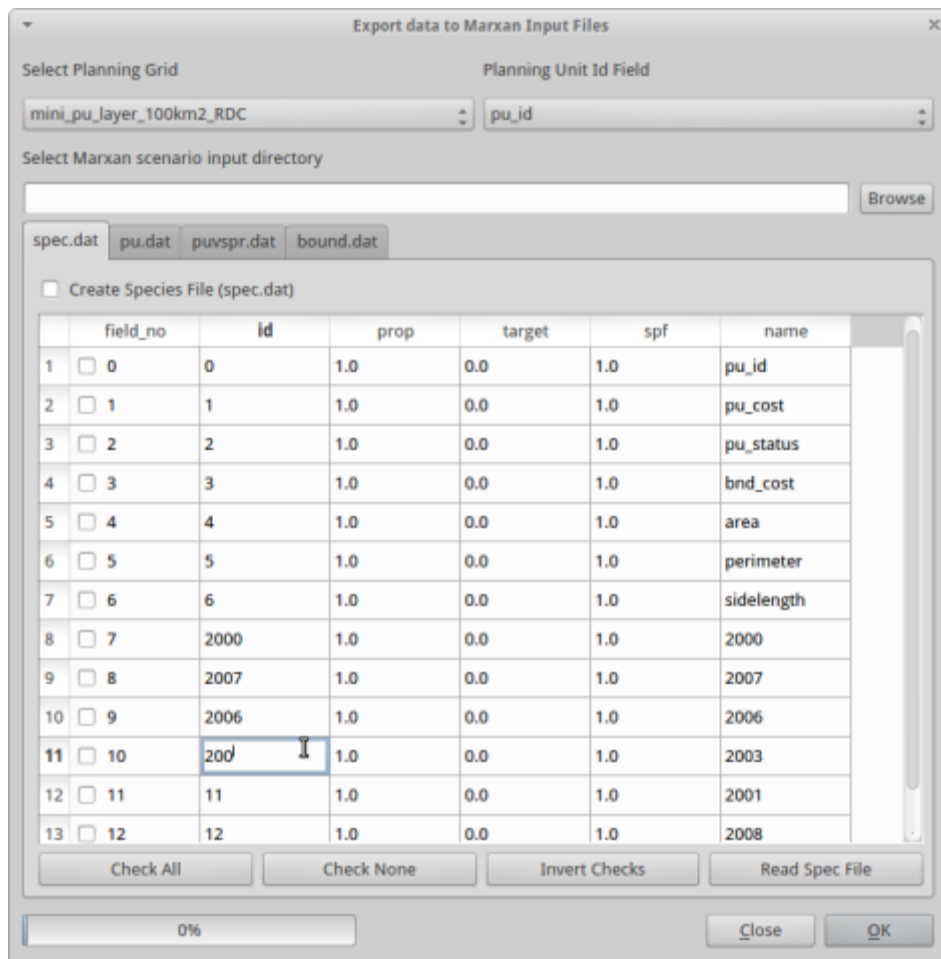 Export data to Marxan Input Files
Select Planning Grid Planning Unit Id Field
mini_pu_layer_100km2_RDC pu_id
Select Marxan scenario input directory
Browse
spec.dat pu.dat puvspr.dat bound.dat
Create Species File (spec.dat)
field_no id prop target spf name
1 0 0 1.0 0.0 1.0 pu_id
2 1 1 1.0 0.0 1.0 pu_cost
3 2 2 1.0 0.0 1.0 pu_status
4 3 3 1.0 0.0 1.0 bnd_cost
5 4 4 1.0 0.0 1.0 area
6 5 5 1.0 0.0 1.0 perimeter
7 6 6 1.0 0.0 1.0 sidelength
8 7 2000 1.0 0.0 1.0 2000
9 8 2007 1.0 0.0 1.0 2007
10 9 2006 1.0 0.0 1.0 2006
11 10 200 1.0 0.0 1.0 2003
12 11 11 1.0 0.0 1.0 2001
13 12 12 1.0 0.0 1.0 2008
Check All Check None Invert Checks Read Spec File
0% Close OK